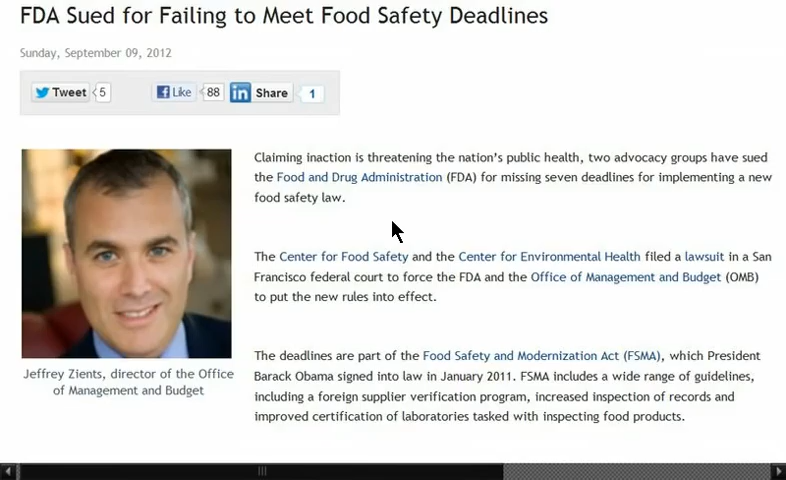 FDA Sued for Failing to Meet Food Safety Deadlines
Sunday, September 09, 2012
Tweet 5 Like 88 Share 1
Claiming inaction is threatening the nation's public health, two advocacy groups have sued
the Food and Drug Administration (FDA) for missing seven deadlines for implementing a new
food safety law.
The Center for Food Safety and the Center for Environmental Health filed a lawsuit in a San
Francisco federal court to force the FDA and the Office of Management and Budget (OMB)
to put the new rules into effect.
Jeffrey Zients, director of the Office
of Management and Budget
The deadlines are part of the Food Safety and Modernization Act (FSMA), which President
Barack Obama signed into law in January 2011. FSMA includes a wide range of guidelines,
including a foreign supplier verification program, increased inspection of records and
improved certification of laboratories tasked with inspecting food products.